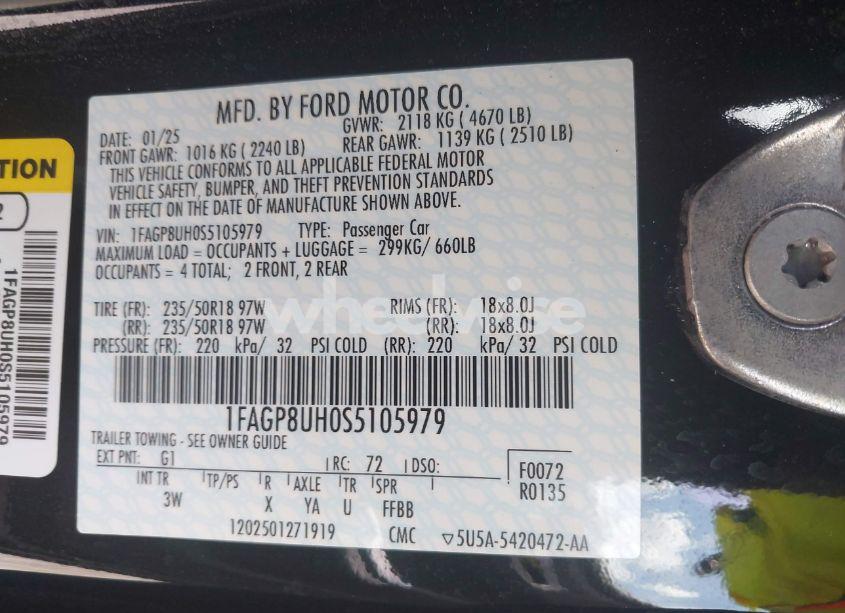 MFD. BY FORD MOTOR CO.
DATE: 01/25 GVWR: 2118 KG ( 4670 LB)
FRONT GAWR: 1016 KG ( 2240 LB) REAR GAWR: 1139 KG ( 2510 LB)
THIS VEHICLE CONFORMS TO ALL APPLICABLE FEDERAL MOTOR
VEHICLE SAFETY, BUMPER, AND THEFT PREVENTION STANDARDS
IN EFFECT ON THE DATE OF MANUFACTURE SHOWN ABOVE.
VIN: 1FAGP8UH0S5105979 TYPE: Passenger Car
MAXIMUM LOAD = OCCUPANTS + LUGGAGE = 299KG/ 660LB
OCCUPANTS = 4 TOTAL; 2 FRONT, 2 REAR
TIRE (FR): 235/50R18 97W RIMS (FR): 18x8.0J
(RR): 235/50R18 97W (RR): 18x8.0J
wheelwise
PRESSURE (FR): 220 kPa/ 32 PSI COLD (RR): 220 kPa/ 32 PSI COLD
1FAGP8UH0S5105979
TRAILER TOWING - SEE OWNER GUIDE
EXT PNT: G1 RC: 72 DSO: F0072
INT TR TP/PS R AXLE TR SPR R0135
3W X YA U FFBB
1202501271919 CMC ▽5U5A-5420472-AA
TION
2
1FAGP8UH0S5105979